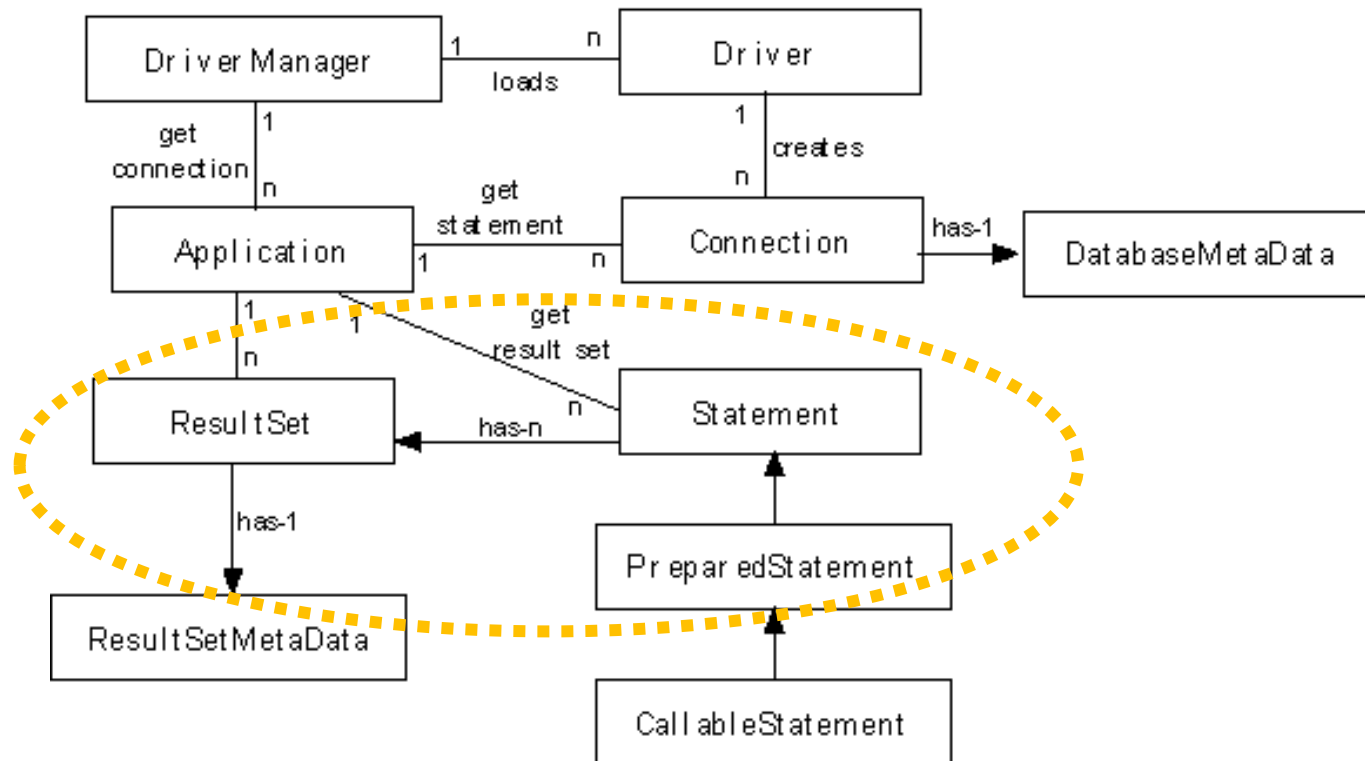 DriverManager
1
n
loads
Driver
get
connection
1
n
1
creates
n
Application
get
statement
1
n
Connection
has-1
DatabaseMetaData
1
n
1
get
result set
n
ResultSet
has-n
Statement
has-1
PreparedStatement
ResultSetMetaData
CallableStatement